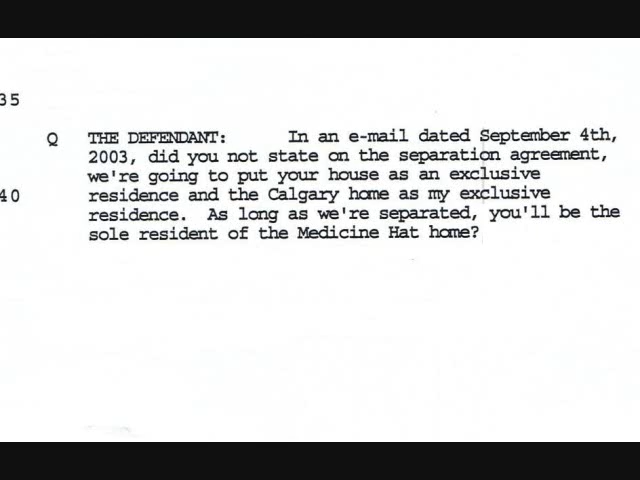 35
Q THE DEFENDANT: In an e-mail dated September 4th,
2003, did you not state on the separation agreement,
we're going to put your house as an exclusive
40 residence and the Calgary home as my exclusive
residence. As long as we're separated, you'll be the
sole resident of the Medicine Hat home?